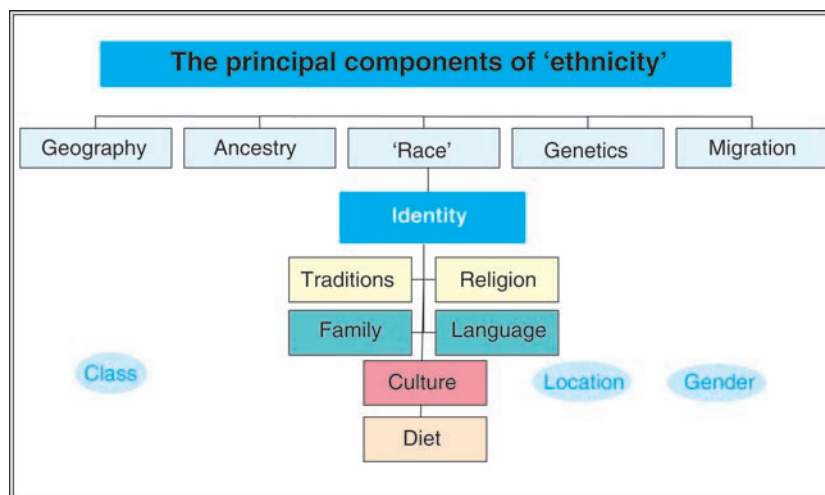 The principal components of ‘ethnicity’
Geography
Ancestry
‘Race’
Genetics
Migration
Identity
Traditions
Religion
Family
Language
Class
Culture
Location
Gender
Diet